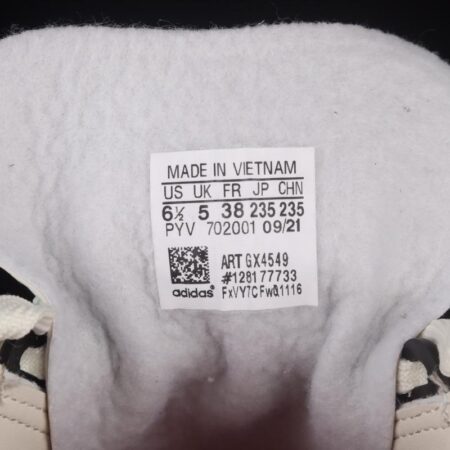 MADE IN VIETNAM
US UK FR JP CHN
6½ 5 38 235 235
PYV 702001 09/21
ART GX4549
#128177733
adidas FxVY7CFwQ1116